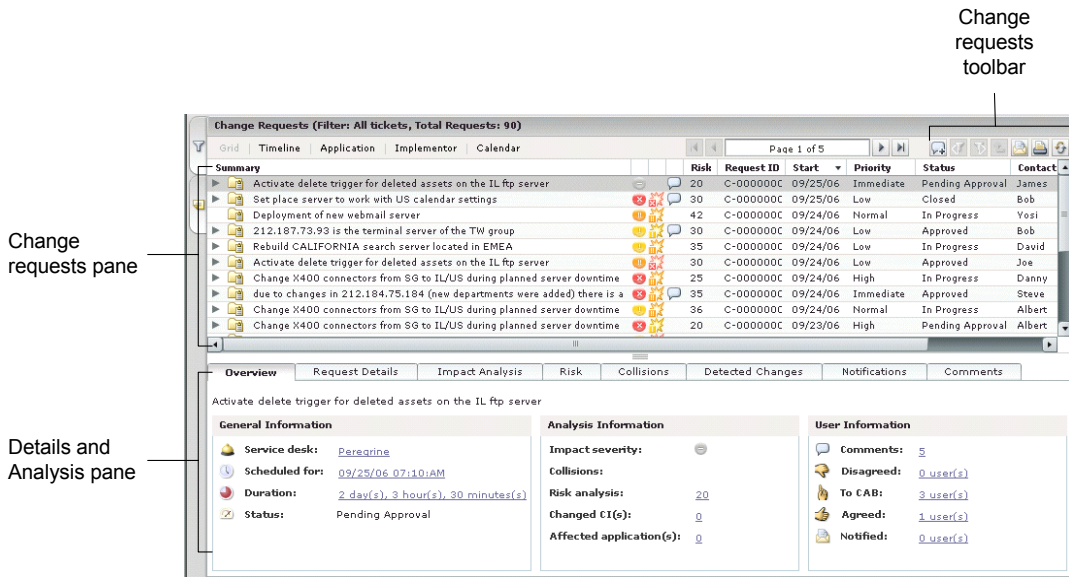 Change
requests
toolbar
Change Requests (Filter: All tickets, Total Requests: 90)
Grid | Timeline | Application | Implementor | Calendar
Page 1 of 5
Summary Risk Request ID Start Priority Status Contact
Activate delete trigger for deleted assets on the IL ftp server 20 C-0000000 09/25/06 Immediate Pending Approval James
Set place server to work with US calendar settings 30 C-0000000 09/25/06 Low Closed Bob
Deployment of new webmail server 42 C-0000000 09/24/06 Normal In Progress Yosi
212.187.73.93 is the terminal server of the TW group 30 C-0000000 09/24/06 Low Approved Bob
Rebuild CALIFORNIA search server located in EMEA 35 C-0000000 09/24/06 Low In Progress David
Activate delete trigger for deleted assets on the IL ftp server 30 C-0000000 09/24/06 Low Approved Joe
Change X400 connectors from SG to IL/US during planned server downtime 25 C-0000000 09/24/06 High In Progress Danny
due to changes in 212.184.75.184 (new departments were added) there is a 35 C-0000000 09/24/06 Immediate Approved Steve
Change X400 connectors from SG to IL/US during planned server downtime 36 C-0000000 09/24/06 Normal In Progress Albert
Change X400 connectors from SG to IL/US during planned server downtime 20 C-0000000 09/23/06 High Pending Approval Albert
Change
requests pane
Overview Request Details Impact Analysis Risk Collisions Detected Changes Notifications Comments
Activate delete trigger for deleted assets on the IL ftp server
Details and
Analysis pane
General Information
Service desk: Peregrine
Scheduled for: 09/25/06 07:10:AM
Duration: 2 day(s), 3 hour(s), 30 minutes(s)
Status: Pending Approval
Analysis Information
Impact severity:
Collisions:
Risk analysis: 20
Changed CI(s): 0
Affected application(s): 0
User Information
Comments: 5
Disagreed: 0 user(s)
To CAB: 3 user(s)
Agreed: 1 user(s)
Notified: 0 user(s)